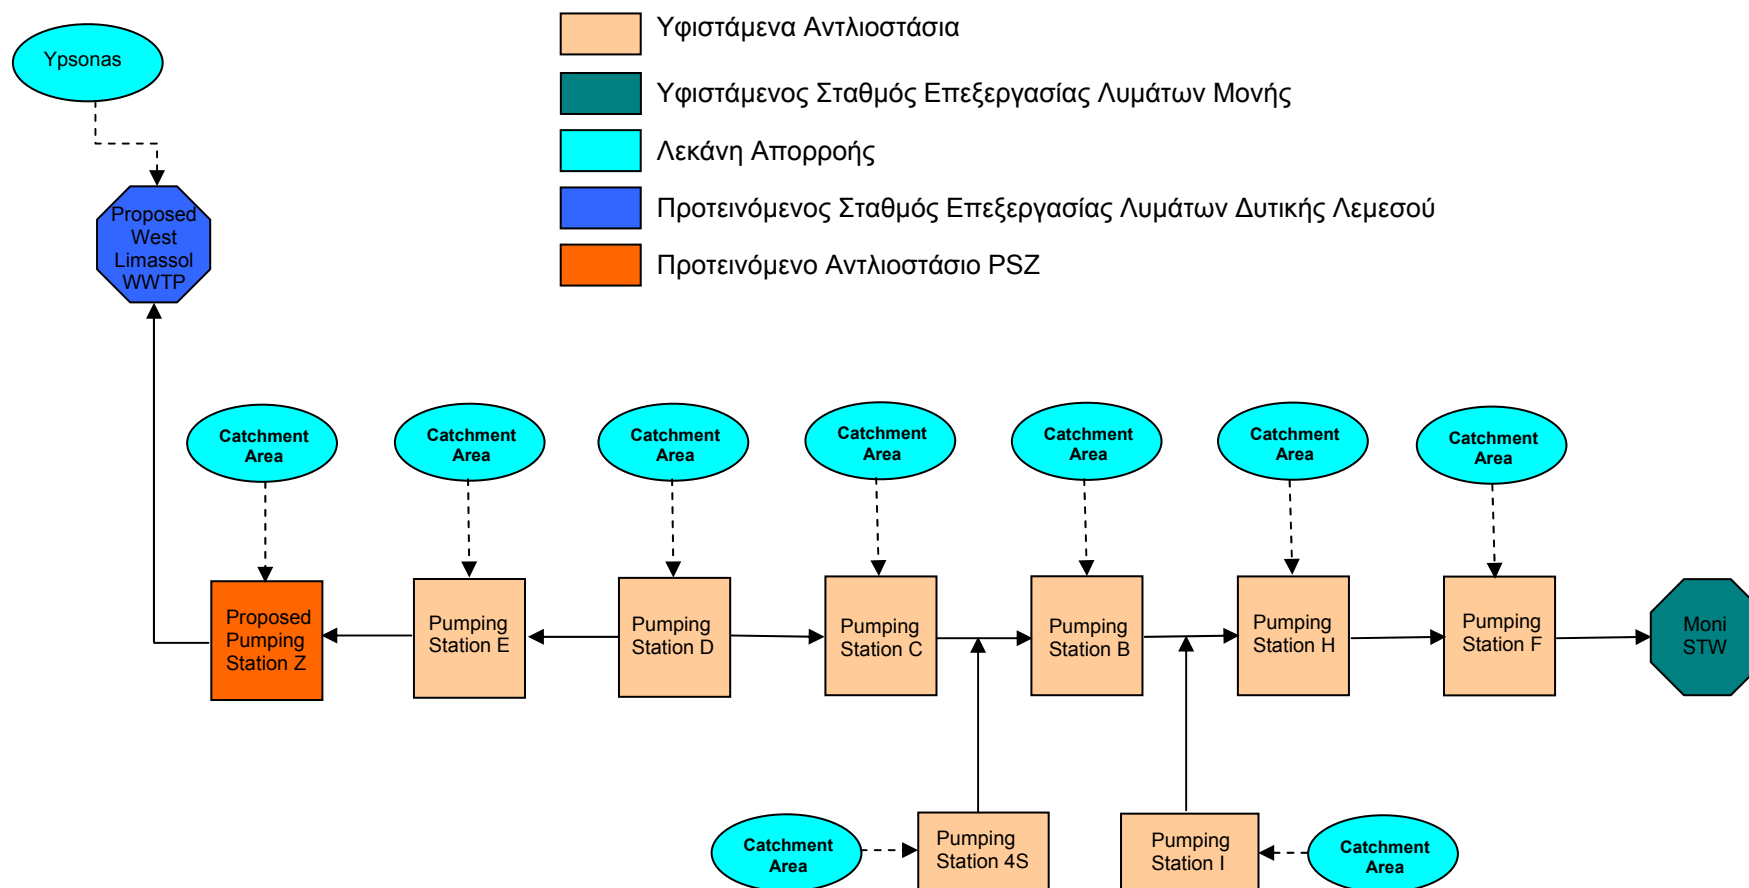 Ypsonas
Υφιστάμενα Αντλιοστάσια
Υφιστάμενος Σταθμός Επεξεργασίας Λυμάτων Μονής
Λεκάνη Απορροής
Προτεινόμενος Σταθμός Επεξεργασίας Λυμάτων Δυτικής Λεμεσού
Προτεινόμενο Αντλιοστάσιο PSZ
Proposed
West
Limassol
WWTP
Catchment
Area
Catchment
Area
Catchment
Area
Catchment
Area
Catchment
Area
Catchment
Area
Catchment
Area
Proposed
Pumping
Station Z
Pumping
Station E
Pumping
Station D
Pumping
Station C
Pumping
Station B
Pumping
Station H
Pumping
Station F
Moni
STW
Catchment
Area
Pumping
Station 4S
Pumping
Station I
Catchment
Area